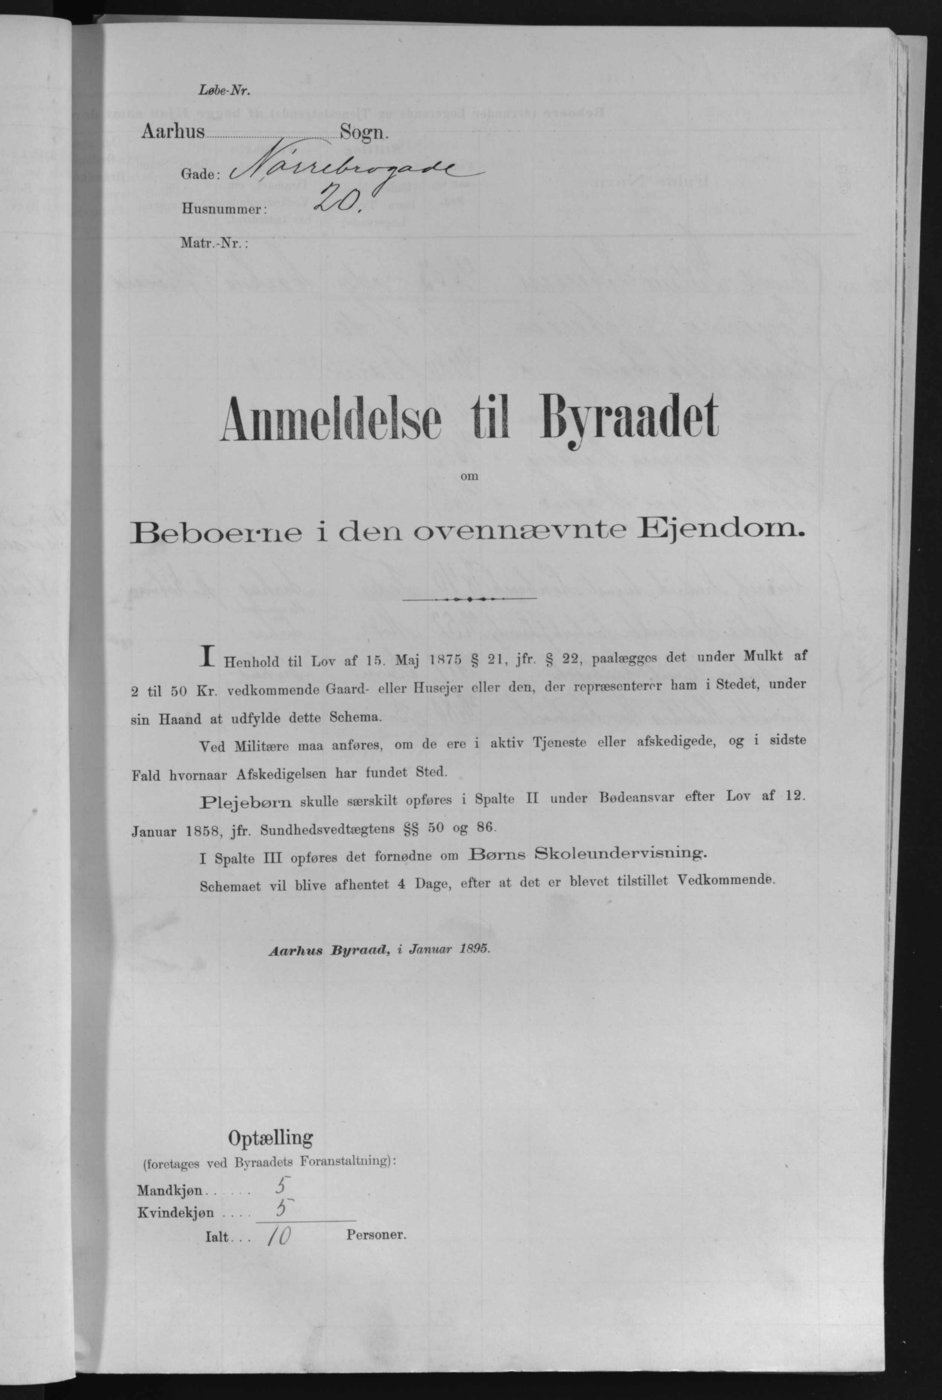 Løbe-Nr.
Aarhus Sogn.
Gade: Nørrebrogade
Husnummer: 20.
Matr.-Nr.:
Anmeldelse til Byraadet
om
Beboerne i den ovennævnte Ejendom.
I Henhold til Lov af 15. Maj 1875 § 21, jfr. § 22, paalægges det under Mulkt af
2 til 50 Kr. vedkommende Gaard- eller Husejer eller den, der repræsenterer ham i Stedet, under
sin Haand at udfylde dette Schema.
Ved Militære maa anføres, om de ere i aktiv Tjeneste eller afskedigede, og i sidste
Fald hvornaar Afskedigelsen har fundet Sted.
Plejebørn skulle særskilt opføres i Spalte II under Bødeansvar efter Lov af 12.
Januar 1858, jfr. Sundhedsvedtægtens §§ 50 og 86.
I Spalte III opføres det fornødne om Børns Skoleundervisning.
Schemaet vil blive afhentet 4 Dage, efter at det er blevet tilstillet Vedkommende.
Aarhus Byraad, i Januar 1895.
Optælling
(foretages ved Byraadets Foranstaltning):
Mandkjøn...... 5
Kvindekjøn .... 5
Ialt... 10 Personer.